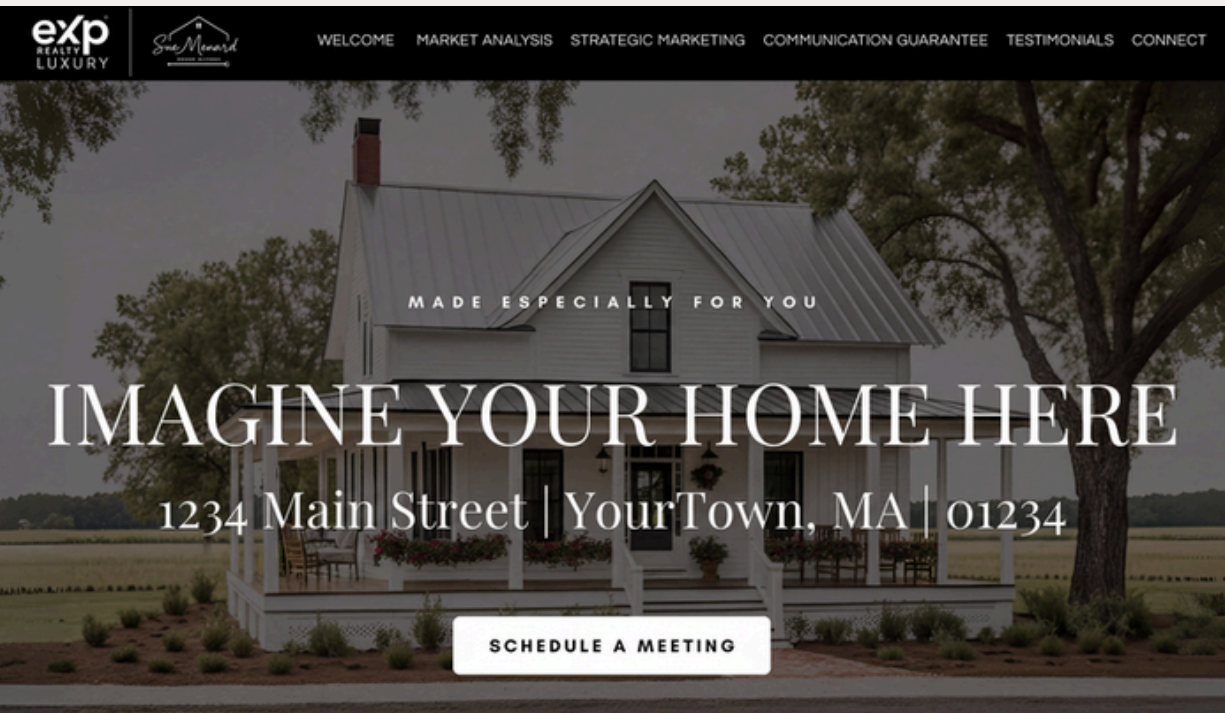 eXp
REALTY
LUXURY
Sue Menard
WELCOME MARKET ANALYSIS STRATEGIC MARKETING COMMUNICATION GUARANTEE TESTIMONIALS CONNECT
MADE ESPECIALLY FOR YOU
IMAGINE YOUR HOME HERE
1234 Main Street | YourTown, MA | 01234
SCHEDULE A MEETING